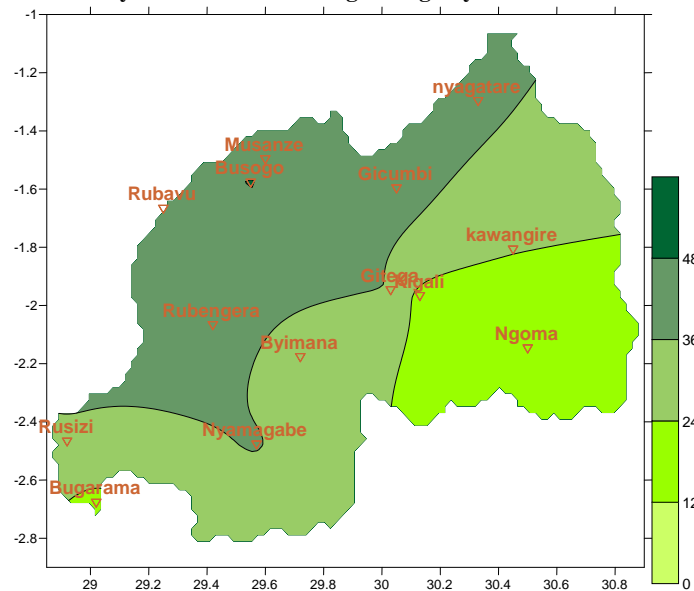 -1
-1.2
nyagatare
-1.4
Musanze
Busogo
Gicumbi
-1.6
Rubavu
kawangire
-1.8
Gitega
Kigali
48
-2
Rubengera
Ngoma
Byimana
36
-2.2
-2.4
Rusizi
Nyamagabe
24
-2.6
Bugarama
12
-2.8
0
29
29.2
29.4
29.6
29.8
30
30.2
30.4
30.6
30.8